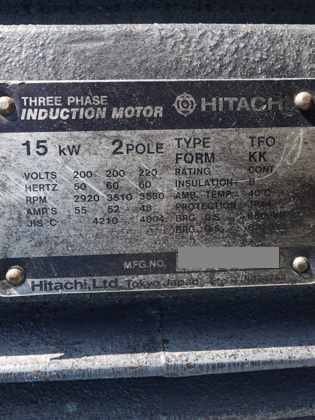 THREE PHASE
INDUCTION MOTOR HITACHI
15 kW 2 POLE TYPE TFO
FORM KK
VOLTS 200 200 220 RATING CONT
HERTZ 50 60 60 INSULATION E
RPM 2920 3510 3530 AMB. TEMP. 40°C
AMP'S 55 52 48 PROTECTION
JIS C 4210 4004 BRG. D.S.
BRG. O.S.
MFG.NO.
Hitachi, Ltd. Tokyo Japan